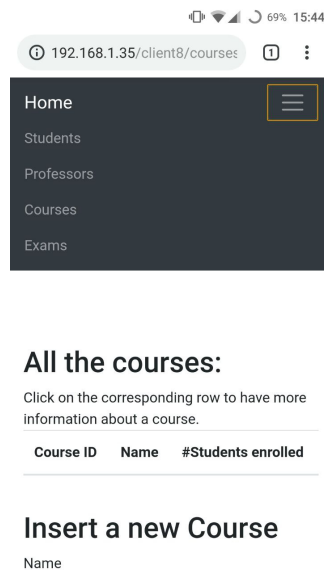 69% 15:44
192.168.1.35/client8/courses
1
Home
Students
Professors
Courses
Exams
All the courses:
Click on the corresponding row to have more
information about a course.
Course ID Name #Students enrolled
Insert a new Course
Name